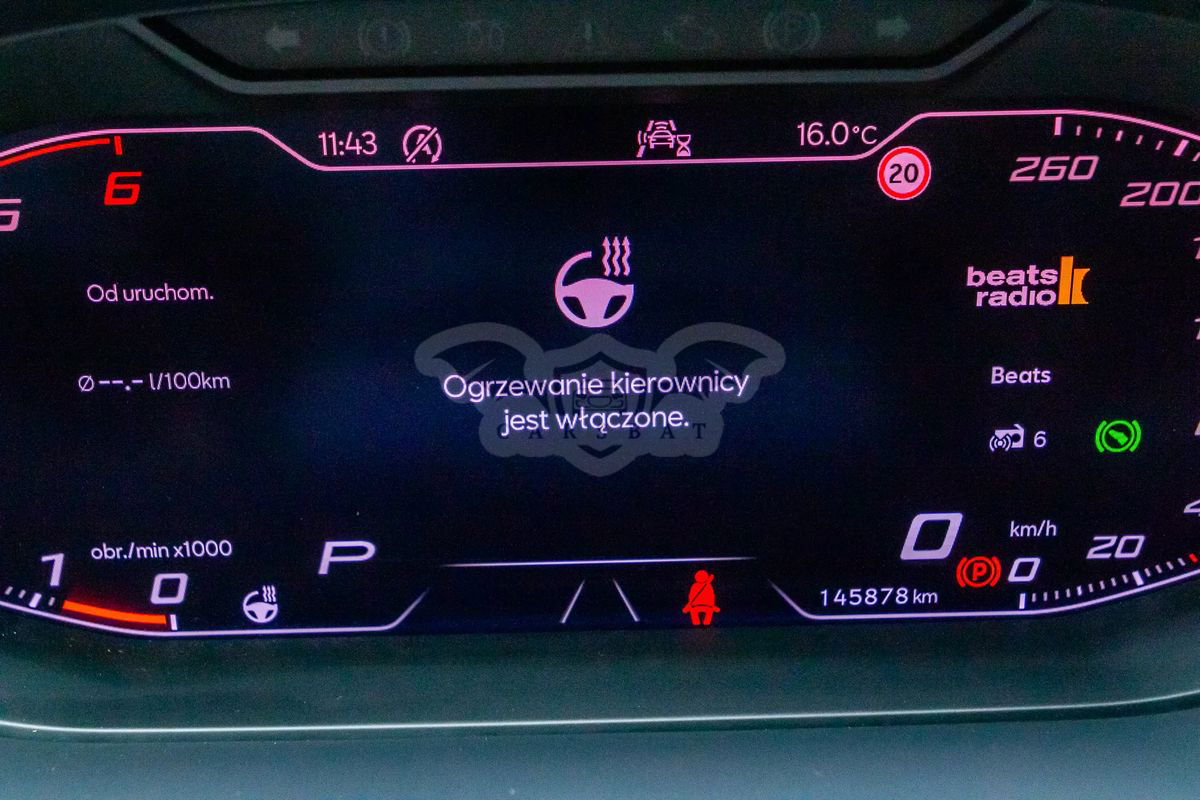 11:43
16.0°C
20
6
260
200
Od uruchom.
beats
radio
Ø--.- l/100km
Ogrzewanie kierownicy
jest włączone.
CARSBAT
Beats
6
obr./min x1000
1
0
P
0
km/h
P
0
20
145878 km